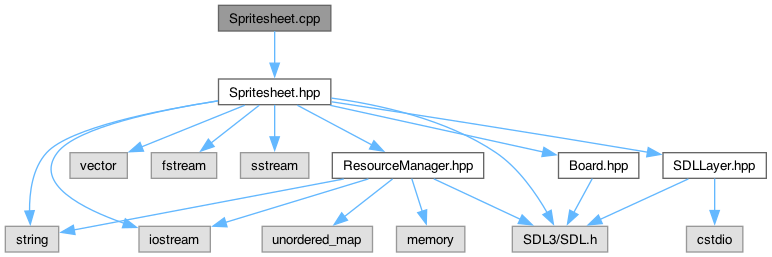 Spritesheet.cpp
Spritesheet.hpp
vector
fstream
sstream
ResourceManager.hpp
Board.hpp
SDLLayer.hpp
string
iostream
unordered_map
memory
SDL3/SDL.h
cstdio